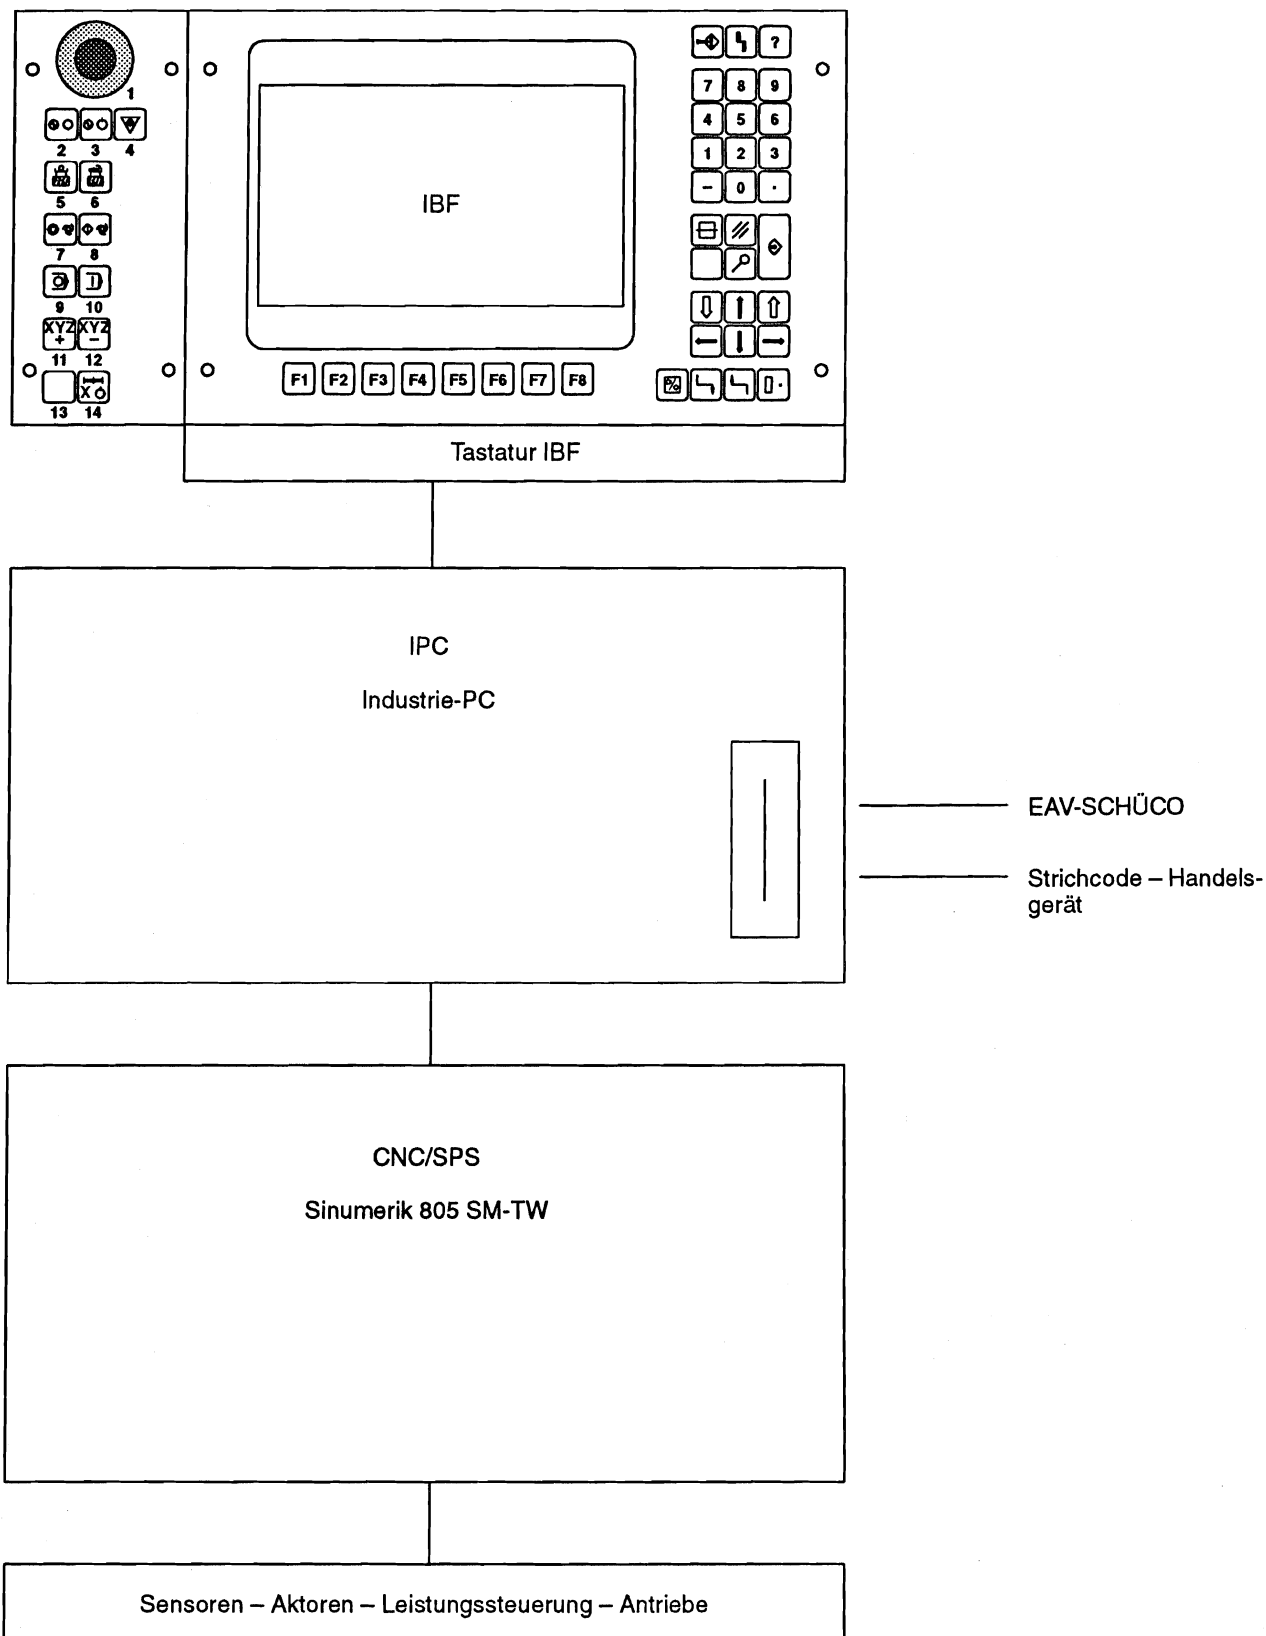 1
2 3 4
5 6
7 8
9 10
XYZ + XYZ –
11 12
X
13 14
IBF
F1 F2 F3 F4 F5 F6 F7 F8
?
7 8 9
4 5 6
1 2 3
– 0 .
%
Tastatur IBF
IPC
Industrie-PC
EAV-SCHÜCO
Strichcode – Handels-
gerät
CNC/SPS
Sinumerik 805 SM-TW
Sensoren – Aktoren – Leistungssteuerung – Antriebe